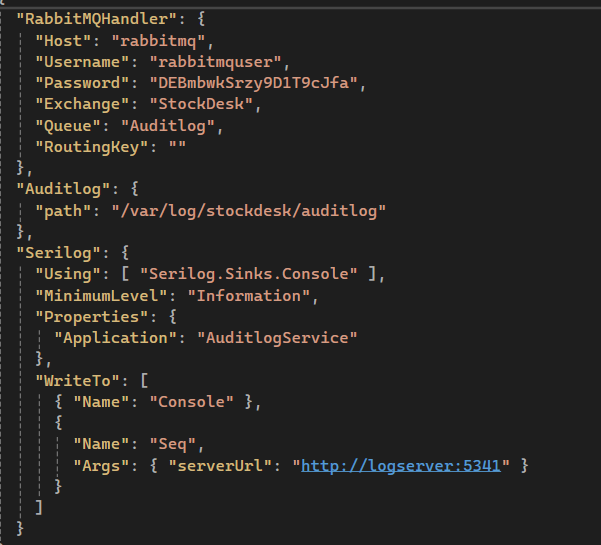 "RabbitMQHandler": {
"Host": "rabbitmq",
"Username": "rabbitmquser",
"Password": "DEBmbwkSrzy9D1T9cJfa",
"Exchange": "StockDesk",
"Queue": "Auditlog",
"RoutingKey": ""
},
"Auditlog": {
"path": "/var/log/stockdesk/auditlog"
},
"Serilog": {
"Using": [ "Serilog.Sinks.Console" ],
"MinimumLevel": "Information",
"Properties": {
"Application": "AuditlogService"
},
"WriteTo": [
{ "Name": "Console" },
{
"Name": "Seq",
"Args": { "serverUrl": "http://logserver:5341" }
}
]
}